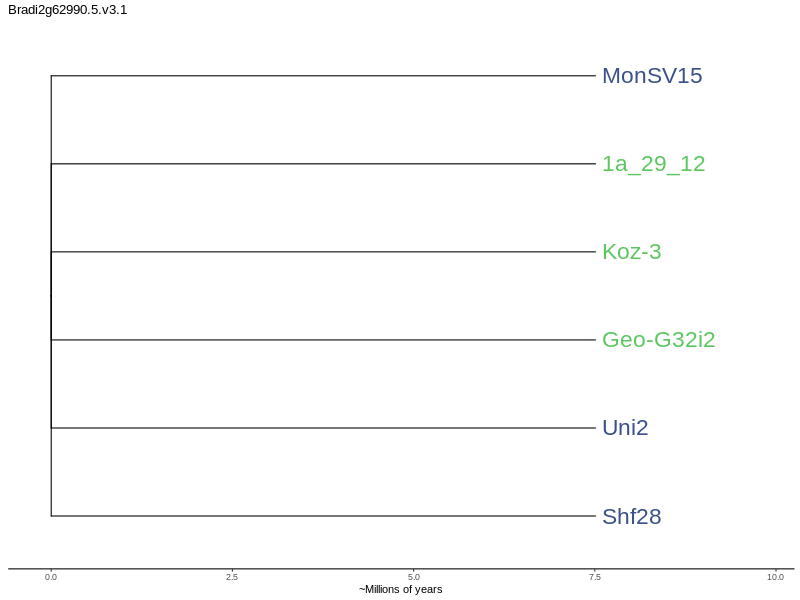 Bradi2g62990.5.v3.1
MonSV15
1a_29_12
Koz-3
Geo-G32i2
Uni2
Shf28
0.0 2.5 5.0 7.5 10.0
~Millions of years